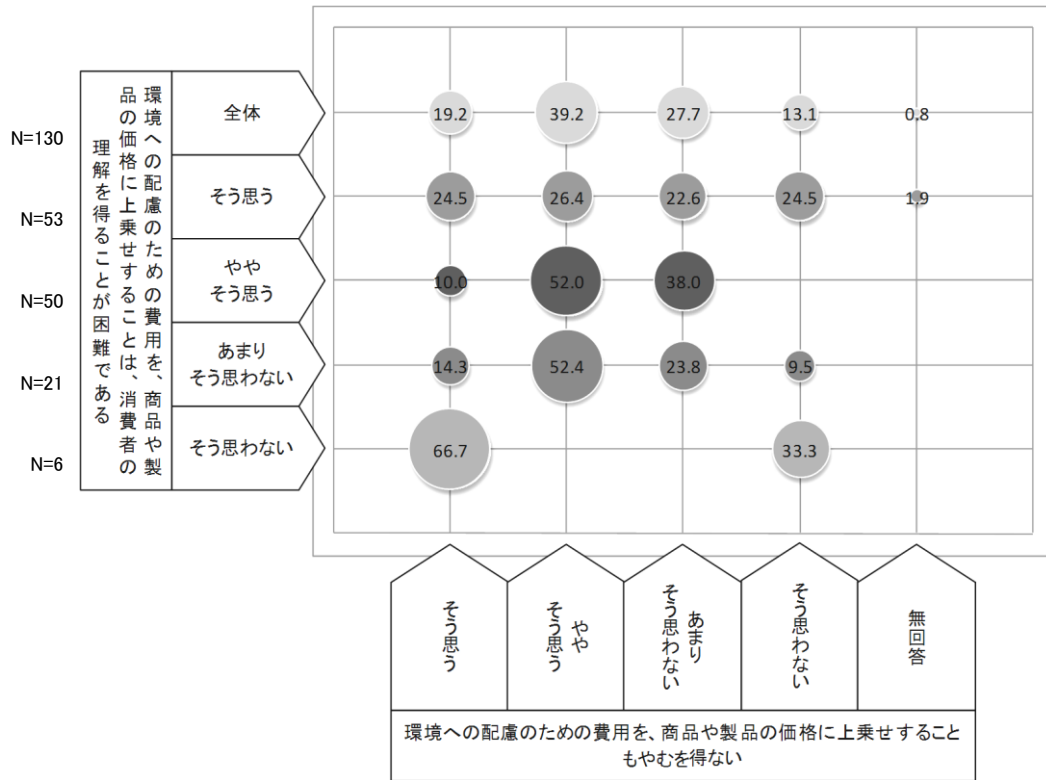 環境への配慮のための費用を、商品や製
品の価格に上乗せすることは、消費者の
理解を得ることが困難である
N=130
全体
19.2
39.2
27.7
13.1
0.8
N=53
そう思う
24.5
26.4
22.6
24.5
1.9
N=50
やや
そう思う
10.0
52.0
38.0
N=21
あまり
そう思わない
14.3
52.4
23.8
9.5
N=6
そう思わない
66.7
33.3
そう思う
やや
そう思う
あまり
そう思わない
そう思わない
無回答
環境への配慮のための費用を、商品や製品の価格に上乗せすること
もやむを得ない